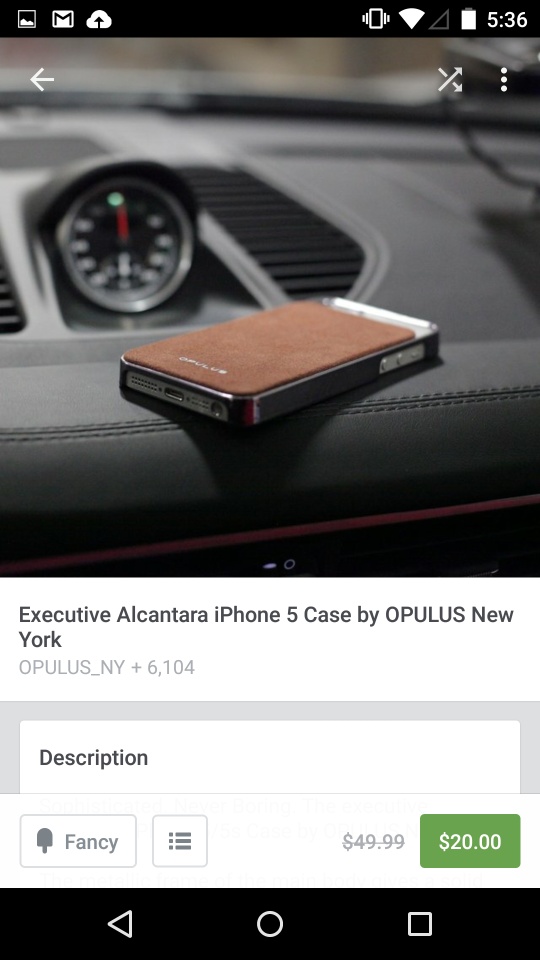 5:36
OPULUS
Executive Alcantara iPhone 5 Case by OPULUS New
York
OPULUS_NY + 6,104
Description
Fancy
$49.99
$20.00